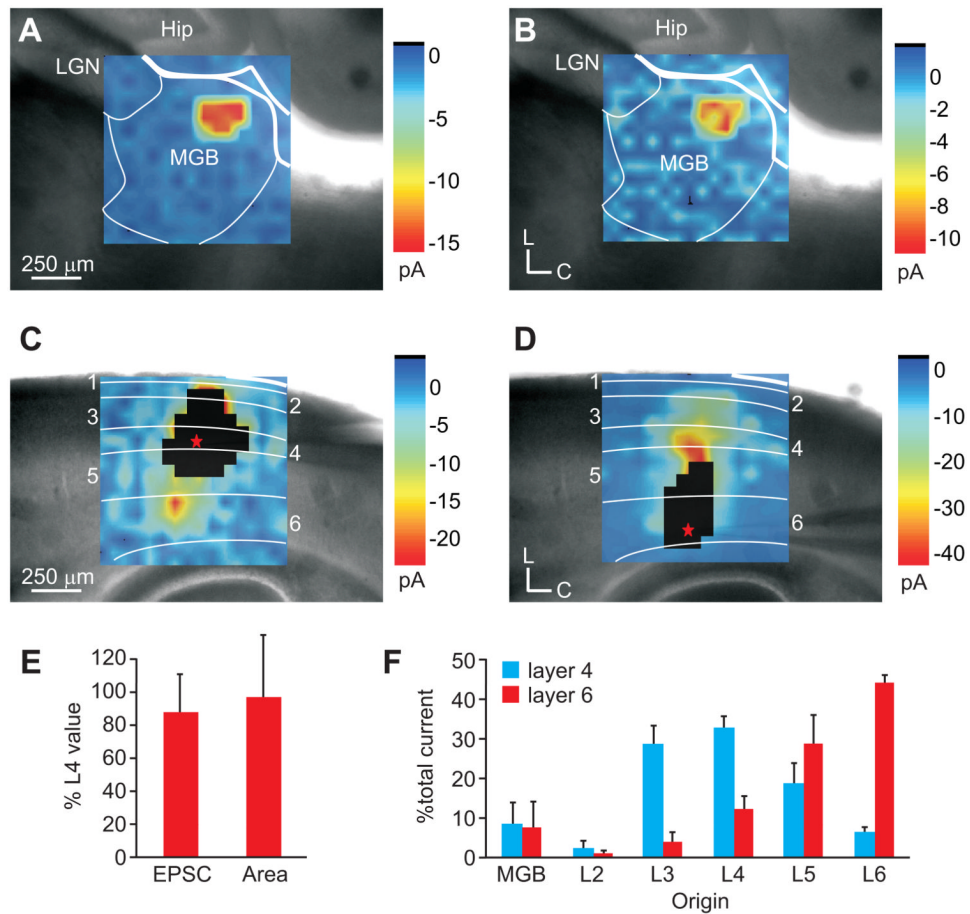 A
Hip
LGN
MGB
250 μm
0
-5
-10
-15
pA
B
Hip
LGN
MGB
L
C
0
-2
-4
-6
-8
-10
pA
C
1
2
3
4
5
6
250 μm
0
-5
-10
-15
-20
pA
D
1
2
3
4
5
6
L
C
0
-10
-20
-30
-40
pA
E
% L4 value
120
100
80
60
40
20
0
EPSC Area
F
layer 4
layer 6
%total current
50
40
30
20
10
0
MGB L2 L3 L4 L5 L6
Origin